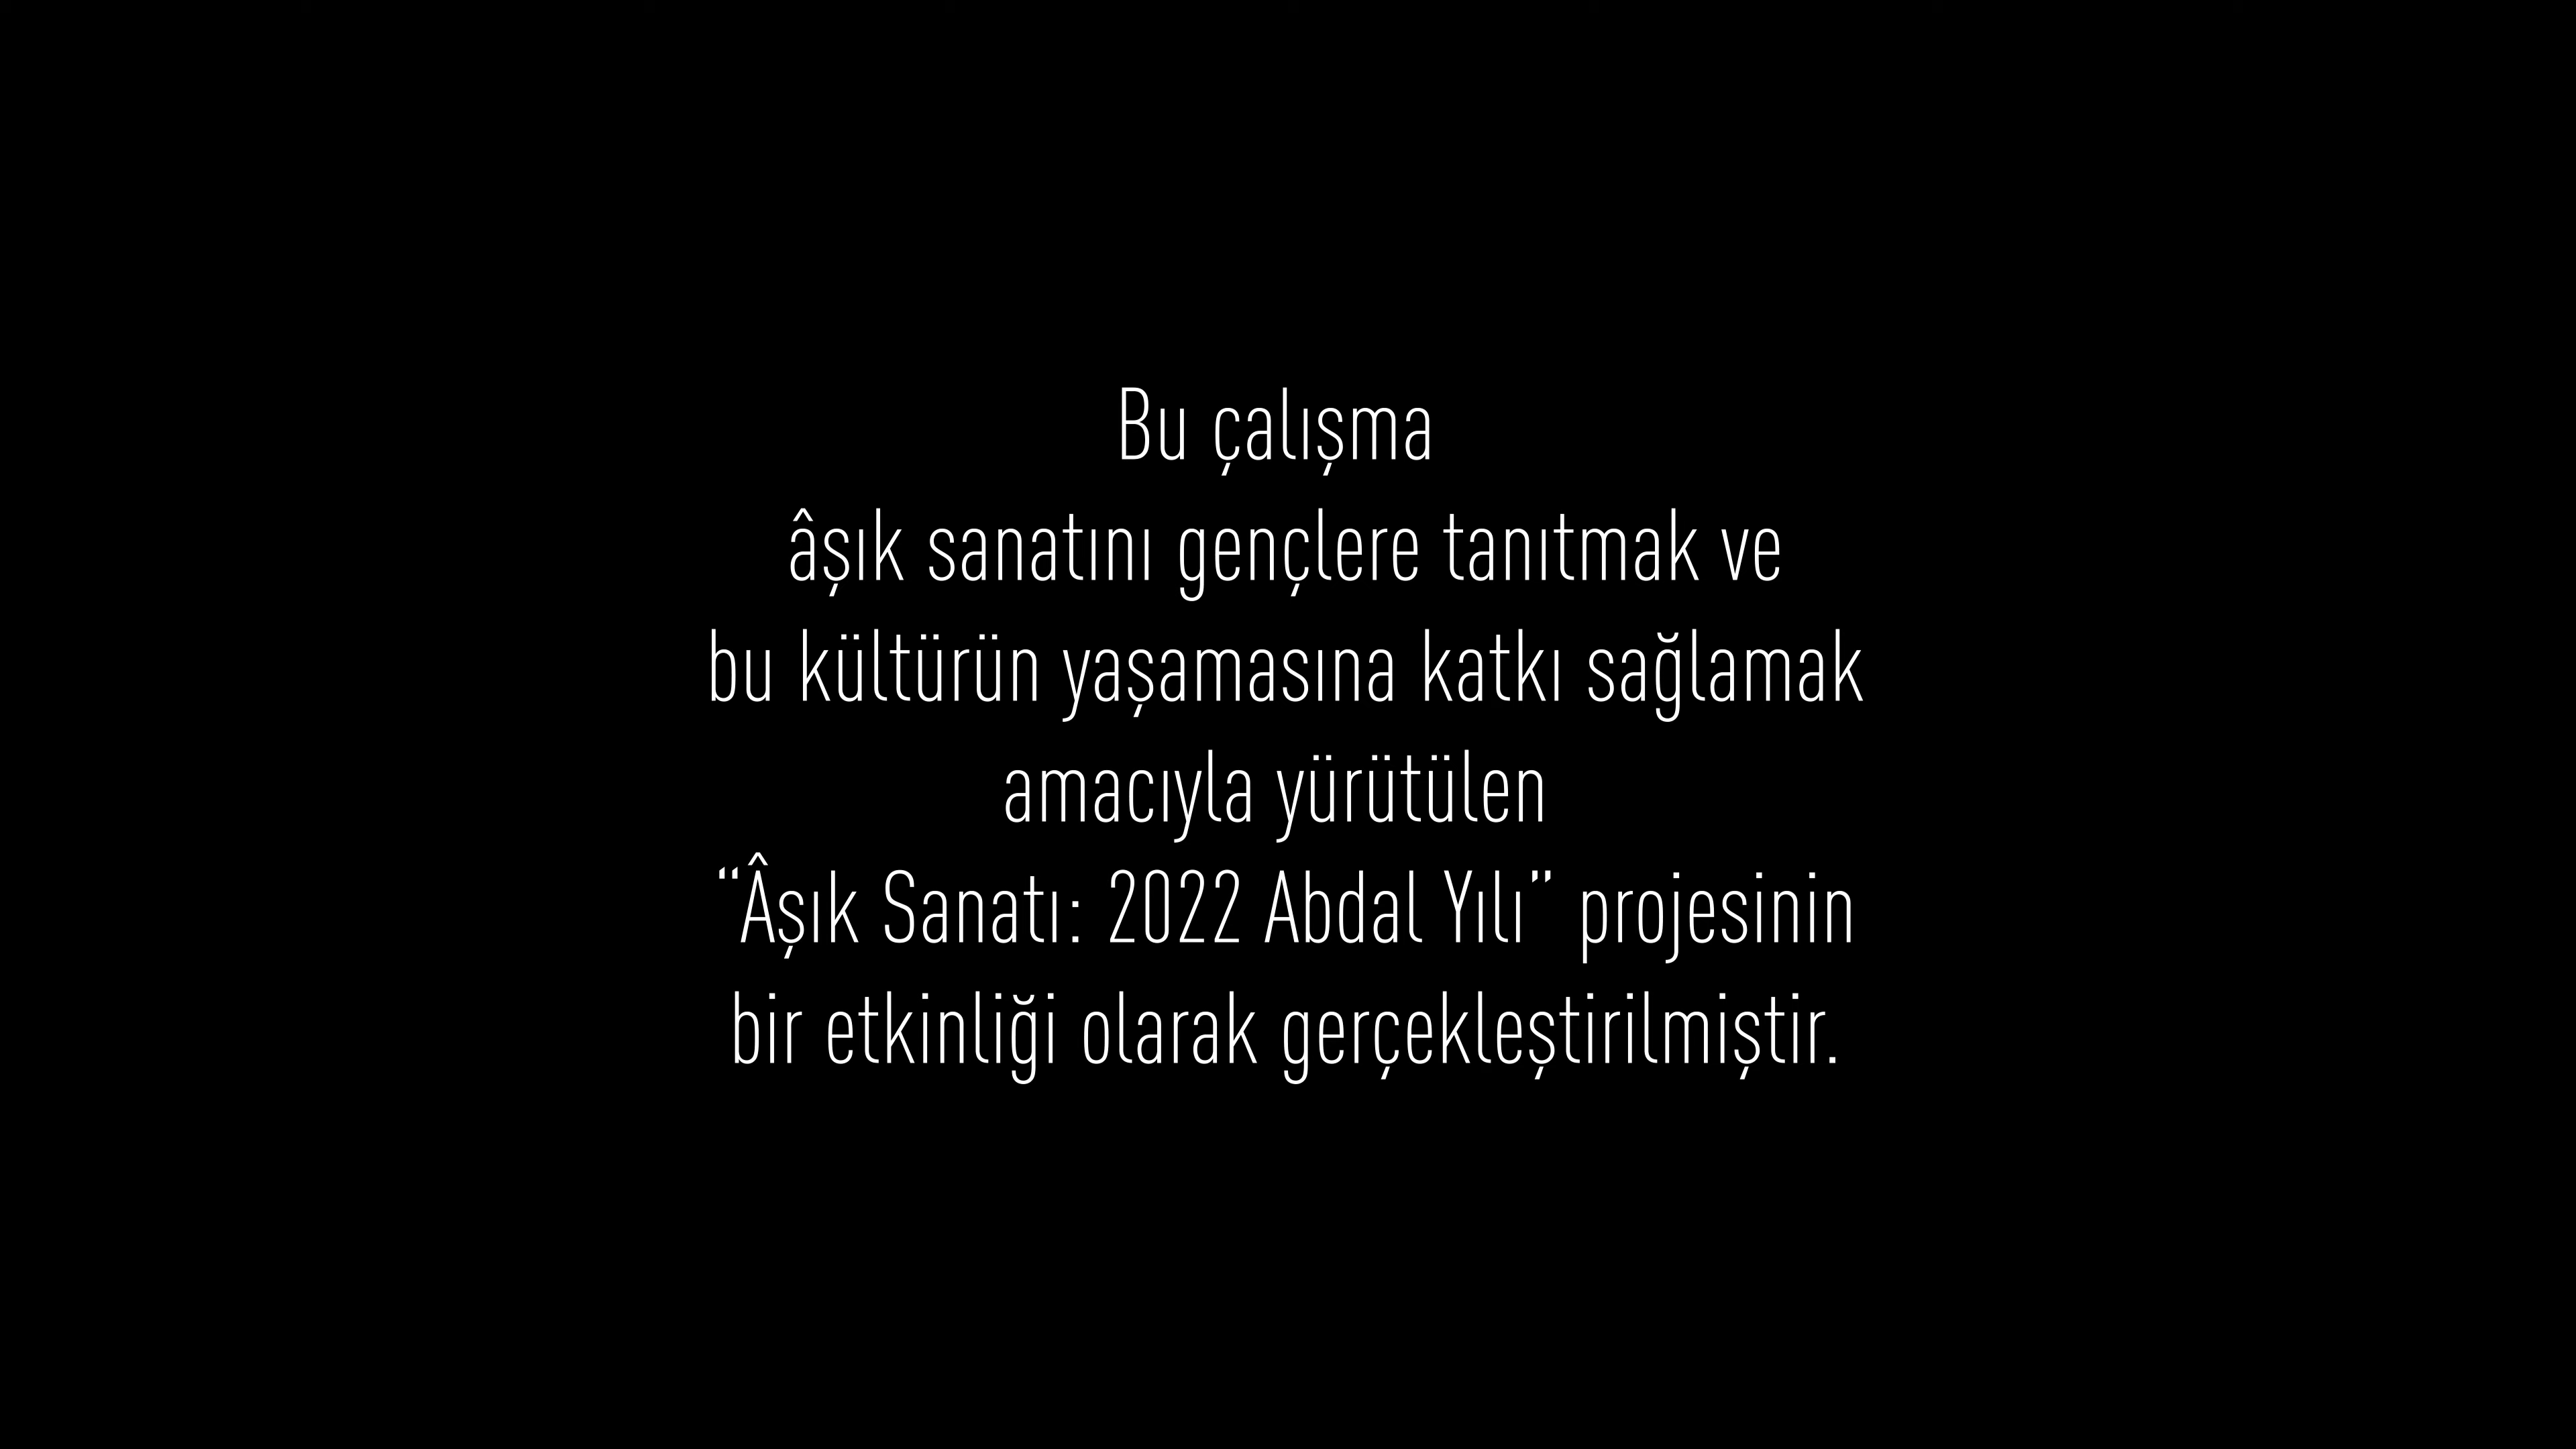 Bu çalışma
âşık sanatını gençlere tanıtmak ve
bu kültürün yaşamasına katkı sağlamak
amacıyla yürütülen
“Âşık Sanatı: 2022 Abdal Yılı” projesinin
bir etkinliği olarak gerçekleştirilmiştir.